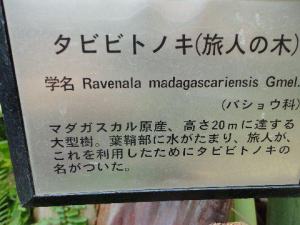 タビビトノキ(旅人の木)
学名 Ravenala madagascariensis Gmel.
(バショウ科)
マダガスカル原産、高さ20mに達する
大型樹。葉鞘部に水がたまり、旅人が、
これを利用したためにタビビトノキの
名がついた。